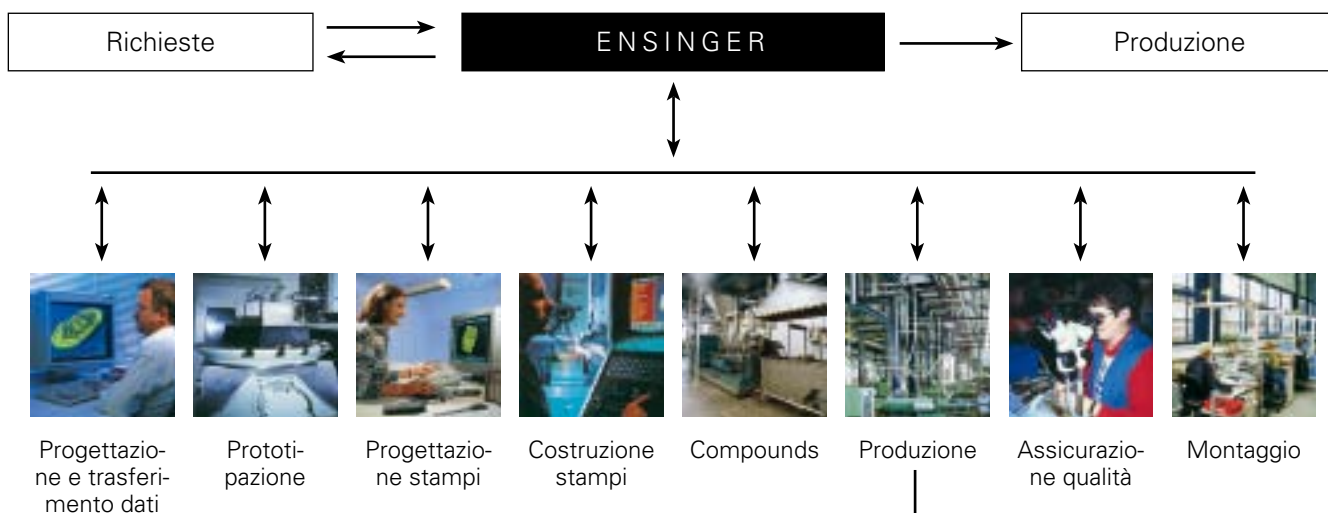 Richieste
ENSINGER
Produzione
Progettazio-
ne e trasferi-
mento dati
Prototi-
pazione
Progettazio-
ne stampi
Costruzione
stampi
Compounds
Produzione
Assicurazio-
ne qualità
Montaggio